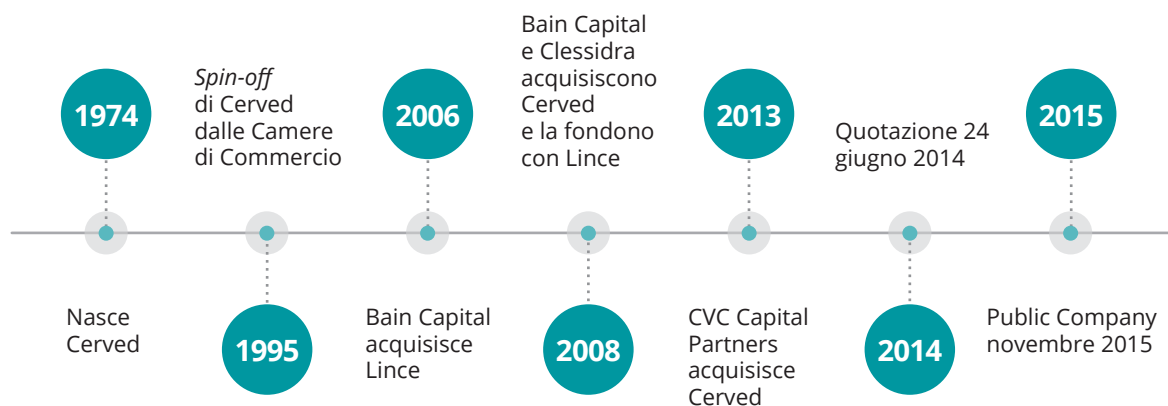 1974
Nasce
Cerved
Spin-off
di Cerved
dalle Camere
di Commercio
1995
2006
Bain Capital
acquisisce
Lince
Bain Capital
e Clessidra
acquisiscono
Cerved
e la fondono
con Lince
2008
2013
CVC Capital
Partners
acquisisce
Cerved
Quotazione 24
giugno 2014
2014
2015
Public Company
novembre 2015